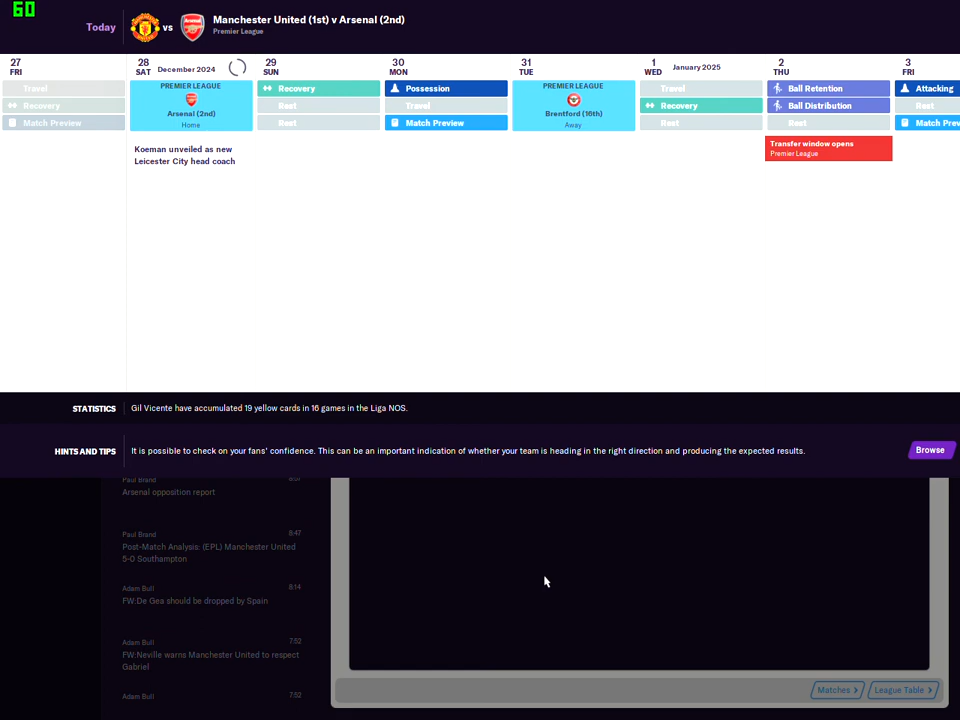 60
Today
vs
Manchester United (1st) v Arsenal (2nd)
Premier League
27
FRI
28
SAT
December 2024
29
SUN
30
MON
31
TUE
1
WED
January 2025
2
THU
3
FRI
Travel
Recovery
Match Preview
PREMIER LEAGUE
Arsenal (2nd)
Home
Recovery
Rest
Rest
Possession
Travel
Match Preview
PREMIER LEAGUE
Brentford (16th)
Away
Travel
Recovery
Rest
Ball Retention
Ball Distribution
Rest
Attacking
Rest
Match Prev
Koeman unveiled as new
Leicester City head coach
Transfer window opens
Premier League
STATISTICS
Gil Vicente have accumulated 19 yellow cards in 16 games in the Liga NOS.
HINTS AND TIPS
It is possible to check on your fans' confidence. This can be an important indication of whether your team is heading in the right direction and producing the expected results.
Browse
Paul Brand
Arsenal opposition report
Paul Brand 8:47
Post-Match Analysis: (EPL) Manchester United
5-0 Southampton
Adam Bull 8:14
FW:De Gea should be dropped by Spain
Adam Bull 7:52
FW:Neville warns Manchester United to respect
Gabriel
Adam Bull 7:52
Matches
League Table